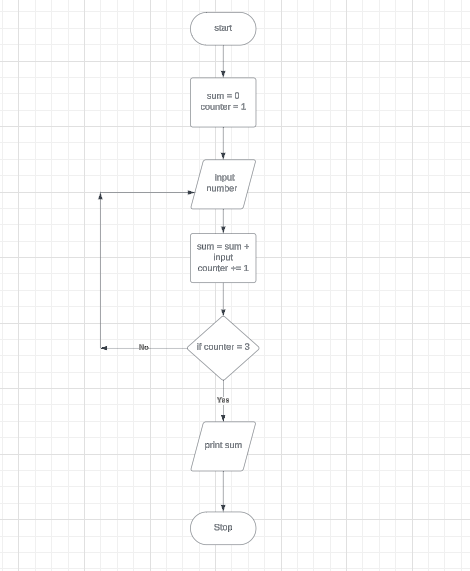 start
sum = 0
counter = 1
input
number
sum = sum +
input
counter += 1
if counter = 3
No
Yes
print sum
Stop